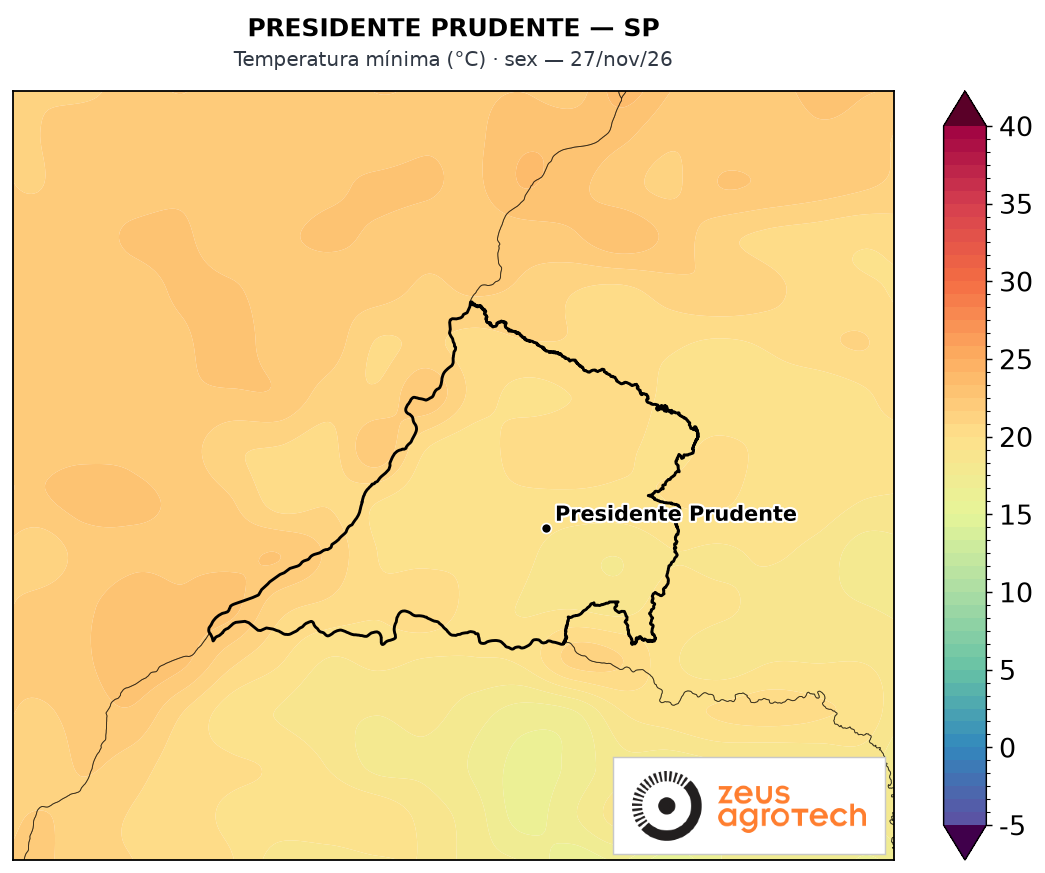 PRESIDENTE PRUDENTE — SP
Temperatura mínima (°C) · sex — 27/nov/26
40
35
30
25
20
15
10
5
0
-5
Presidente Prudente
zeus
agrotech